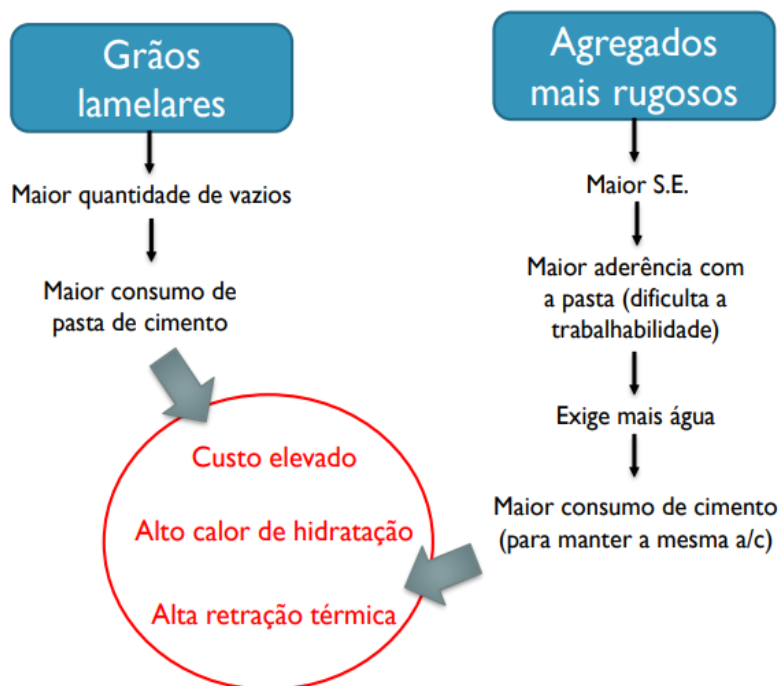 Grãos
lamelares
Maior quantidade de vazios
Maior consumo de
pasta de cimento
Agregados
mais rugosos
Maior S.E.
Maior aderência com
a pasta (dificulta a
trabalhabilidade)
Exige mais água
Maior consumo de cimento
(para manter a mesma a/c)
Custo elevado
Alto calor de hidratação
Alta retração térmica